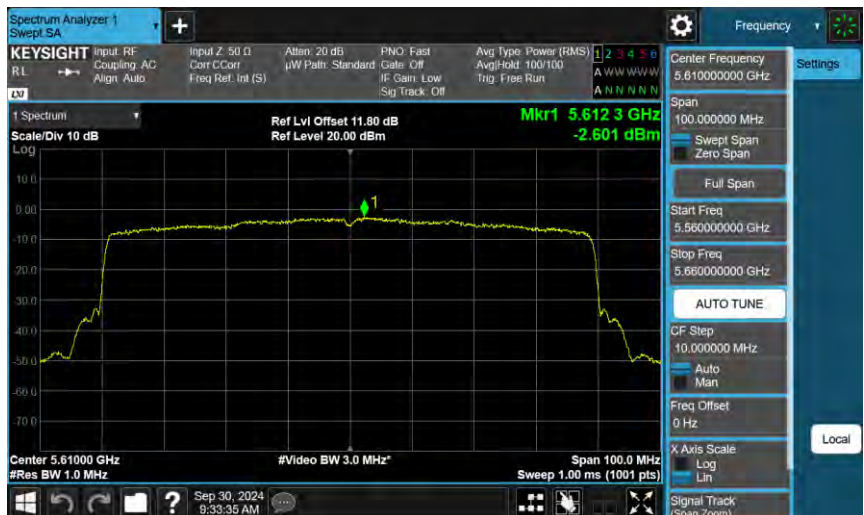 Spectrum Analyzer 1
Swept SA
+
Frequency
KEYSIGHT
RL
LXI
Input: RF
Coupling: AC
Align: Auto
Input Z: 50 Ω
Corr CCorr
Freq Ref: Int (S)
Atten: 20 dB
µW Path: Standard
PNO: Fast
Gate: Off
IF Gain: Low
Sig Track: Off
Avg Type: Power (RMS)
Avg|Hold: 100/100
Trig: Free Run
1 2 3 4 5 6
A W W W W W
A N N N N N
1 Spectrum
Scale/Div 10 dB
Log
Ref Lvl Offset 11.80 dB
Ref Level 20.00 dBm
Mkr1 5.612 3 GHz
-2.601 dBm
10.0
0.00
-10.0
-20.0
-30.0
-40.0
-50.0
-60.0
-70.0
1
Center 5.61000 GHz
#Res BW 1.0 MHz
#Video BW 3.0 MHz*
Span 100.0 MHz
Sweep 1.00 ms (1001 pts)
Center Frequency
5.610000000 GHz
Settings
Span
100.000000 MHz
Swept Span
Zero Span
Full Span
Start Freq
5.560000000 GHz
Stop Freq
5.660000000 GHz
AUTO TUNE
CF Step
10.000000 MHz
Auto
Man
Freq Offset
0 Hz
X Axis Scale
Log
Lin
Local
Signal Track
(Span Zoom)
?
Sep 30, 2024
9:33:35 AM